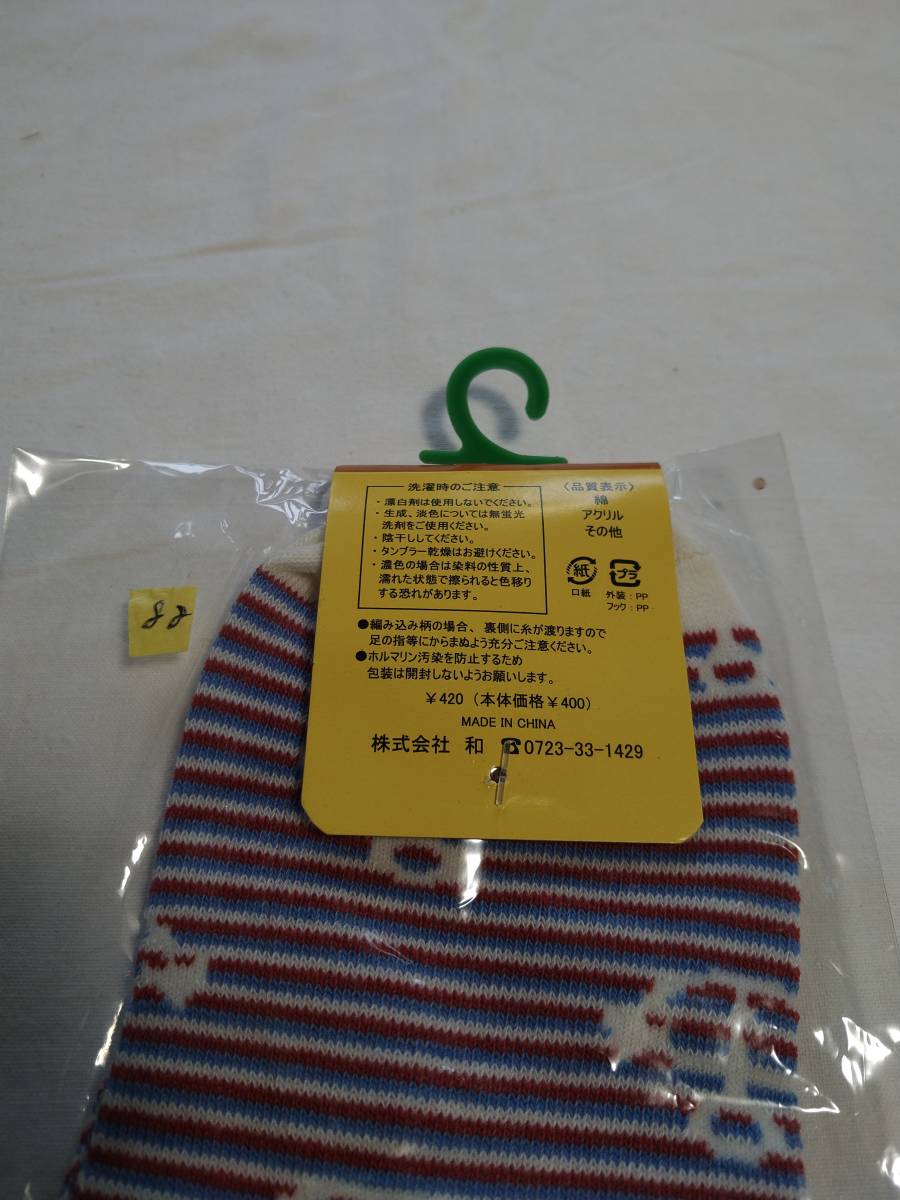 洗濯時のご注意
・漂白剤は使用しないでください。
・生成、淡色については無蛍光
洗剤をご使用ください。
・陰干ししてください。
・タンブラー乾燥はお避けください。
・濃色の場合は染料の性質上、
濡れた状態で擦られると色移り
する恐れがあります。
〈品質表示〉
綿
アクリル
その他
紙
口紙
プラ
外装：PP
フック：PP
●編み込み柄の場合、裏側に糸が渡りますので
足の指等にからまぬよう充分ご注意ください。
●ホルマリン汚染を防止するため
包装は開封しないようお願いします。
￥420（本体価格￥400）
MADE IN CHINA
株式会社 和 ☎0723-33-1429
88